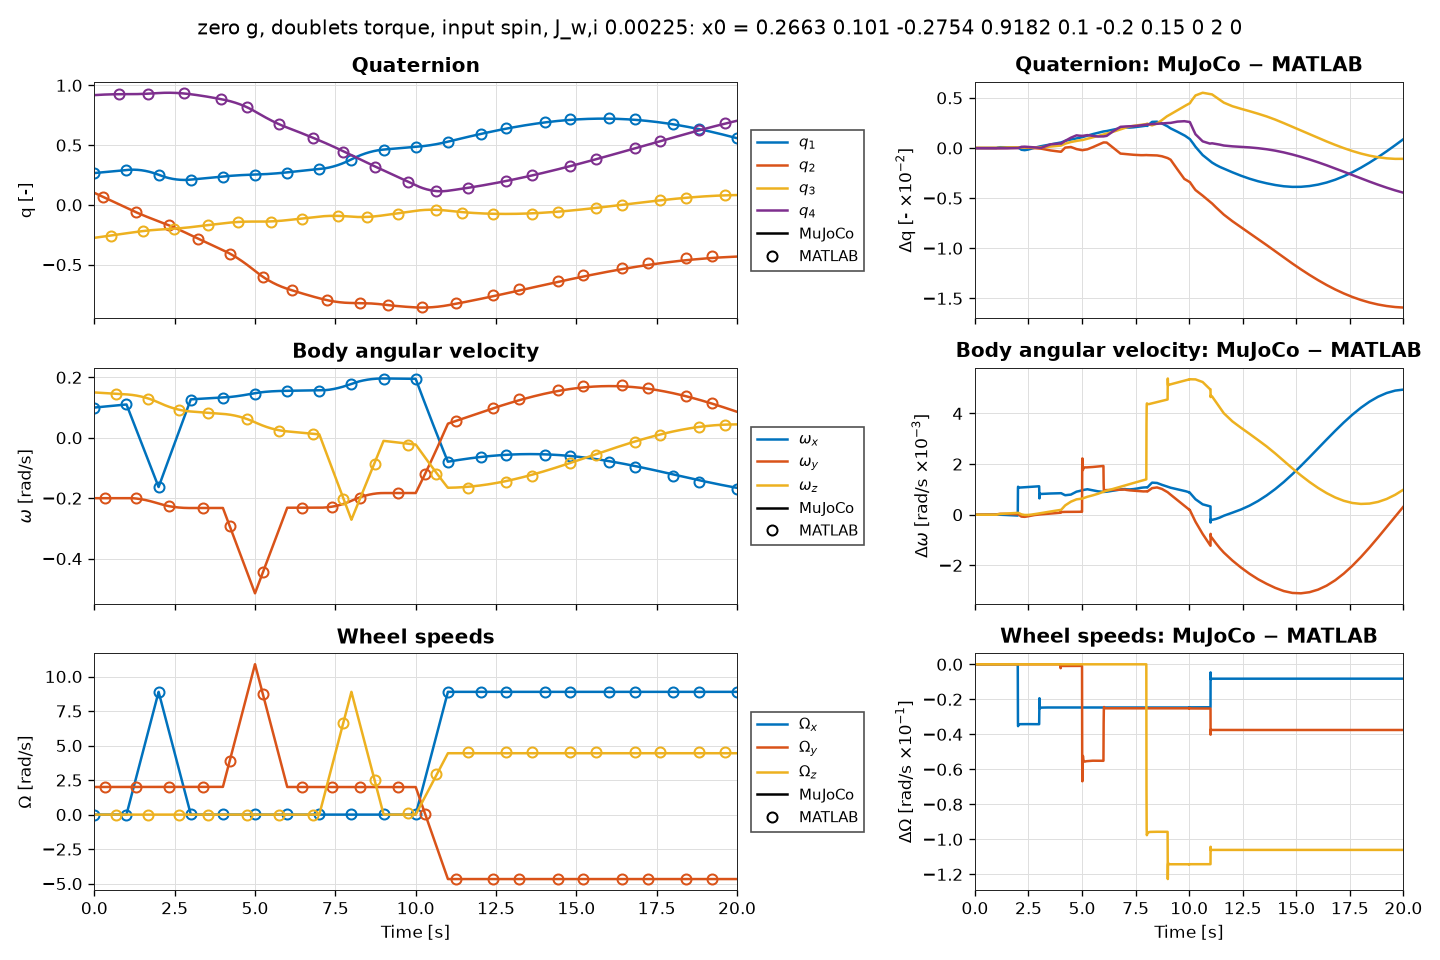 zero g, doublets torque, input spin, J_w,i 0.00225: x0 = 0.2663 0.101 -0.2754 0.9182 0.1 -0.2 0.15 0 2 0
Quaternion
q [-]
1.0
0.5
0.0
−0.5
q₁
q₂
q₃
q₄
MuJoCo
MATLAB
Quaternion: MuJoCo − MATLAB
Δq [- ×10⁻²]
0.5
0.0
−0.5
−1.0
−1.5
Body angular velocity
ω [rad/s]
0.2
0.0
−0.2
−0.4
ωₓ
ω_y
ω_z
MuJoCo
MATLAB
Body angular velocity: MuJoCo − MATLAB
Δω [rad/s ×10⁻³]
4
2
0
−2
Wheel speeds
Ω [rad/s]
10.0
7.5
5.0
2.5
0.0
−2.5
−5.0
0.0 2.5 5.0 7.5 10.0 12.5 15.0 17.5 20.0
Time [s]
Ωₓ
Ω_y
Ω_z
MuJoCo
MATLAB
Wheel speeds: MuJoCo − MATLAB
ΔΩ [rad/s ×10⁻¹]
0.0
−0.2
−0.4
−0.6
−0.8
−1.0
−1.2
0.0 2.5 5.0 7.5 10.0 12.5 15.0 17.5 20.0
Time [s]